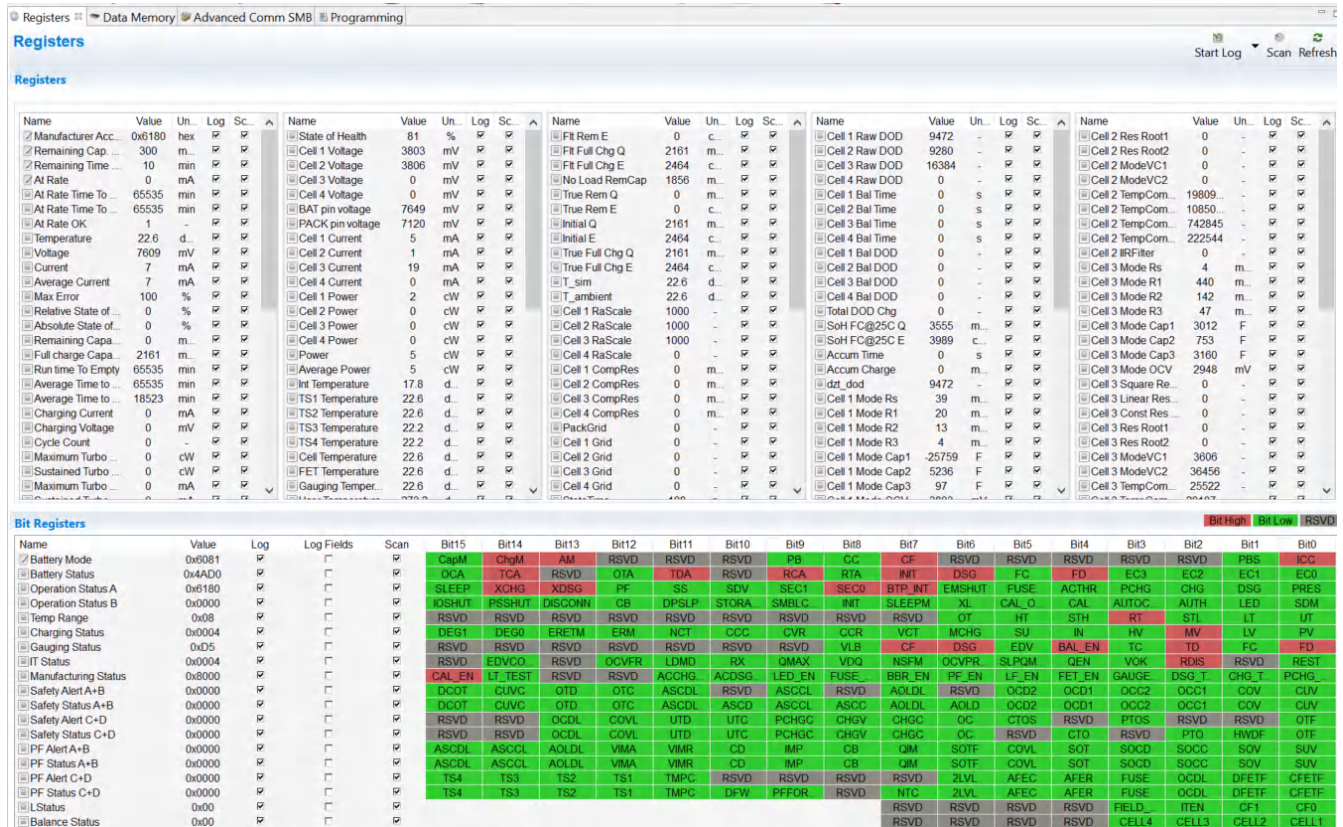 Registers
Data Memory
Advanced Comm SMB
Programming
Registers
Start Log
Scan
Refresh
Registers
Name Value Un... Log Sc...
Manufacturer Acc... 0x6180 hex
Remaining Cap. ... 300 m...
Remaining Time ... 10 min
At Rate 0 mA
At Rate Time To ... 65535 min
At Rate Time To ... 65535 min
At Rate OK 1 -
Temperature 22.6 d...
Voltage 7609 mV
Current 7 mA
Average Current 7 mA
Max Error 100 %
Relative State of ... 0 %
Absolute State of... 0 %
Remaining Capa... 0 m...
Full charge Capa... 2161 m...
Run time To Empty 65535 min
Average Time to ... 65535 min
Average Time to ... 18523 min
Charging Current 0 mA
Charging Voltage 0 mV
Cycle Count 0 -
Maximum Turbo ... 0 cW
Sustained Turbo ... 0 cW
Maximum Turbo ... 0 mA
Name Value Un... Log Sc...
State of Health 81 %
Cell 1 Voltage 3803 mV
Cell 2 Voltage 3806 mV
Cell 3 Voltage 0 mV
Cell 4 Voltage 0 mV
BAT pin voltage 7649 mV
PACK pin voltage 7120 mV
Cell 1 Current 5 mA
Cell 2 Current 1 mA
Cell 3 Current 19 mA
Cell 4 Current 0 mA
Cell 1 Power 2 cW
Cell 2 Power 0 cW
Cell 3 Power 0 cW
Cell 4 Power 0 cW
Power 5 cW
Average Power 5 cW
Int Temperature 17.8 d...
TS1 Temperature 22.6 d...
TS2 Temperature 22.6 d...
TS3 Temperature 22.2 d...
TS4 Temperature 22.2 d...
Cell Temperature 22.6 d...
FET Temperature 22.6 d...
Gauging Temper... 22.6 d...
Name Value Un... Log Sc...
Flt Rem E 0 c...
Flt Full Chg Q 2161 m...
Flt Full Chg E 2464 c...
No Load RemCap 1856 m...
True Rem Q 0 m...
True Rem E 0 c...
Initial Q 2161 m...
Initial E 2464 c...
True Full Chg Q 2161 m...
True Full Chg E 2464 c...
T_sim 22.6 d...
T_ambient 22.6 d...
Cell 1 RaScale 1000 -
Cell 2 RaScale 1000 -
Cell 3 RaScale 1000 -
Cell 4 RaScale 0 -
Cell 1 CompRes 0 m...
Cell 2 CompRes 0 m...
Cell 3 CompRes 0 m...
Cell 4 CompRes 0 m...
PackGrid 0 -
Cell 1 Grid 0 -
Cell 2 Grid 0 -
Cell 3 Grid 0 -
Cell 4 Grid 0 -
Name Value Un... Log Sc...
Cell 1 Raw DOD 9472 -
Cell 2 Raw DOD 9280 -
Cell 3 Raw DOD 16384 -
Cell 4 Raw DOD 0 -
Cell 1 Bal Time 0 s
Cell 2 Bal Time 0 s
Cell 3 Bal Time 0 s
Cell 4 Bal Time 0 s
Cell 1 Bal DOD 0 -
Cell 2 Bal DOD 0 -
Cell 3 Bal DOD 0 -
Cell 4 Bal DOD 0 -
Total DOD Chg 0 -
SoH FC@25C Q 3555 m...
SoH FC@25C E 3989 c...
Accum Time 0 s
Accum Charge 0 m...
dzt_dod 9472 -
Cell 1 Mode Rs 39 m...
Cell 1 Mode R1 20 m...
Cell 1 Mode R2 13 m...
Cell 1 Mode R3 4 m...
Cell 1 Mode Cap1 -25759 F
Cell 1 Mode Cap2 5236 F
Cell 1 Mode Cap3 97 F
Name Value Un... Log Sc...
Cell 2 Res Root1 0 -
Cell 2 Res Root2 0 -
Cell 2 ModeVC1 0 -
Cell 2 ModeVC2 0 -
Cell 2 TempCom... 19809... -
Cell 2 TempCom... 10850... -
Cell 2 TempCom... 742845 -
Cell 2 TempCom... 222544 -
Cell 2 IIRFilter 0 -
Cell 3 Mode Rs 4 m...
Cell 3 Mode R1 440 m...
Cell 3 Mode R2 142 m...
Cell 3 Mode R3 47 m...
Cell 3 Mode Cap1 3012 F
Cell 3 Mode Cap2 753 F
Cell 3 Mode Cap3 3160 F
Cell 3 Mode OCV 2948 mV
Cell 3 Square Re... 0 -
Cell 3 Linear Res... 0 -
Cell 3 Const Res ... 0 -
Cell 3 Res Root1 0 -
Cell 3 Res Root2 0 -
Cell 3 ModeVC1 3606 -
Cell 3 ModeVC2 36456 -
Cell 3 TempCom... 25522 -
Bit Registers
Bit High Bit Low RSVD
Name Value Log Log Fields Scan Bit15 Bit14 Bit13 Bit12 Bit11 Bit10 Bit9 Bit8 Bit7 Bit6 Bit5 Bit4 Bit3 Bit2 Bit1 Bit0
Battery Mode 0x6081 CapM ChgM AM RSVD RSVD RSVD PB CC CF RSVD RSVD RSVD RSVD RSVD PBS ICC
Battery Status 0x4AD0 OCA TCA RSVD OTA TDA RSVD RCA RTA INIT DSG FC FD EC3 EC2 EC1 EC0
Operation Status A 0x6180 SLEEP XCHG XDSG PF SS SDV SEC1 SEC0 BTP_INT EMSHUT FUSE ACTHR PCHG CHG DSG PRES
Operation Status B 0x0000 IOSHUT PSSHUT DISCONN CB DPSLP STORA... SMBLC... INIT SLEEPM XL CAL_O... CAL AUTOC... AUTH LED SDM
Temp Range 0x08 RSVD RSVD RSVD RSVD RSVD RSVD RSVD RSVD RSVD OT HT STH RT STL LT UT
Charging Status 0x0004 DEG1 DEG0 ERETM ERM NCT CCC CVR CCR VCT MCHG SU IN HV MV LV PV
Gauging Status 0xD5 RSVD RSVD RSVD RSVD RSVD RSVD RSVD VLB CF DSG EDV BAL_EN TC TD FC FD
IT Status 0x0004 RSVD EDVCO... RSVD OCVFR LDMD RX QMAX VDQ NSFM OCVPR... SLPQM... QEN VOK RDIS RSVD REST
Manufacturing Status 0x8000 CAL_EN LT_TEST RSVD RSVD ACCHG... ACDSG... LED_EN FUSE_... BBR_EN PF_EN LF_EN FET_EN GAUGE... DSG_T... CHG_T... PCHG_...
Safety Alert A+B 0x0000 DCOT CUVC OTD OTC ASCDL RSVD ASCCL RSVD AOLDL RSVD OCD2 OCD1 OCC2 OCC1 COV CUV
Safety Status A+B 0x0000 DCOT CUVC OTD OTC ASCDL ASCD ASCCL ASCC AOLDL AOLD OCD2 OCD1 OCC2 OCC1 COV CUV
Safety Alert C+D 0x0000 RSVD RSVD OCDL COVL UTD UTC PCHGC CHGV CHGC OC CTOS RSVD PTOS RSVD RSVD OTF
Safety Status C+D 0x0000 RSVD RSVD OCDL COVL UTD UTC PCHGC CHGV CHGC OC RSVD CTO RSVD PTO HWDF OTF
PF Alert A+B 0x0000 ASCDL ASCCL AOLDL VIMA VIMR CD IMP CB QIM SOTF COVL SOT SOCD SOCC SOV SUV
PF Status A+B 0x0000 ASCDL ASCCL AOLDL VIMA VIMR CD IMP CB QIM SOTF COVL SOT SOCD SOCC SOV SUV
PF Alert C+D 0x0000 TS4 TS3 TS2 TS1 TMPC RSVD RSVD RSVD RSVD 2LVL AFEC AFER FUSE OCDL DFETF CFETF
PF Status C+D 0x0000 TS4 TS3 TS2 TS1 TMPC DFW PFFOR... RSVD NTC 2LVL AFEC AFER FUSE OCDL DFETF CFETF
LStatus 0x00 RSVD RSVD RSVD RSVD FIELD_... ITEN CF1 CF0
Balance Status 0x00 RSVD RSVD RSVD RSVD CELL4 CELL3 CELL2 CELL1